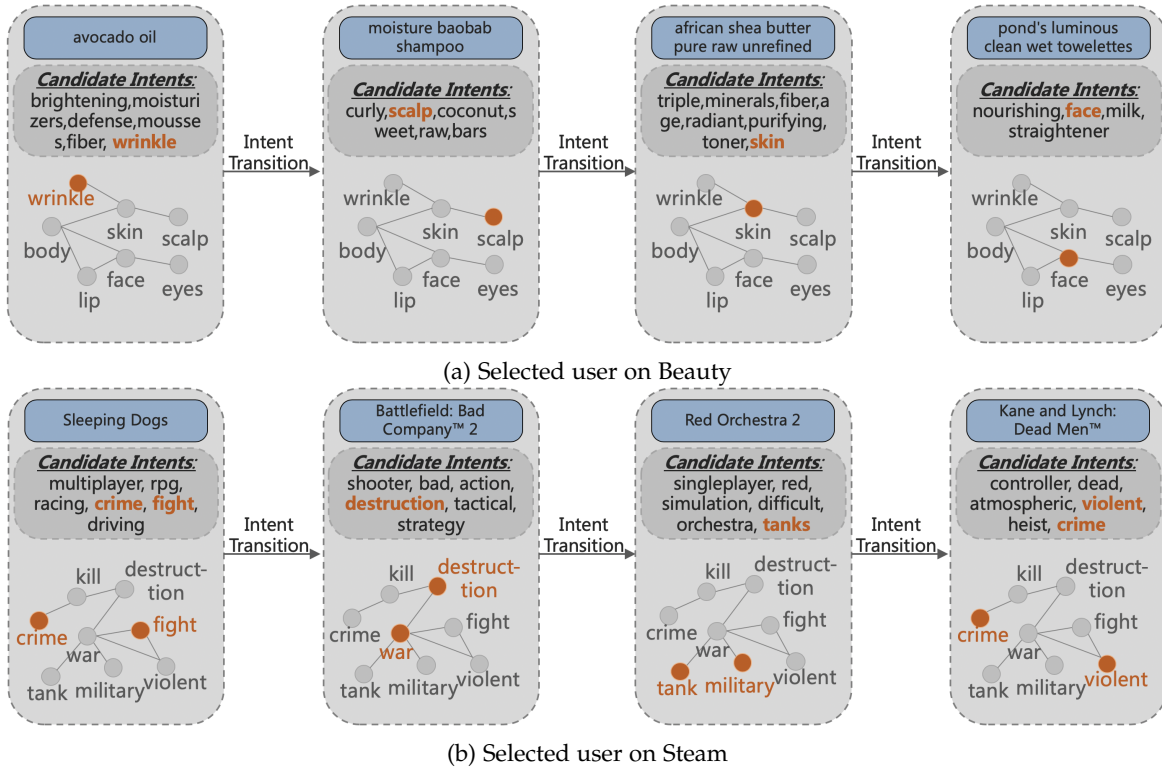 avocado oil
Candidate Intents:
brightening,moisturi
zers,defense,mousse
s,fiber, wrinkle
wrinkle
skin
scalp
body
face
eyes
lip
Intent
Transition
moisture baobab
shampoo
Candidate Intents:
curly,scalp,coconut,s
weet,raw,bars
wrinkle
skin
scalp
body
face
eyes
lip
Intent
Transition
african shea butter
pure raw unrefined
Candidate Intents:
triple,minerals,fiber,a
ge,radiant,purifying,
toner,skin
wrinkle
skin
scalp
body
face
eyes
lip
Intent
Transition
pond's luminous
clean wet towelettes
Candidate Intents:
nourishing,face,milk,
straightener
wrinkle
skin
scalp
body
face
eyes
lip
(a) Selected user on Beauty
Sleeping Dogs
Candidate Intents:
multiplayer, rpg,
racing, crime, fight,
driving
kill
destruct-
tion
crime
fight
war
tank
military
violent
Intent
Transition
Battlefield: Bad
Company™ 2
Candidate Intents:
shooter, bad, action,
destruction, tactical,
strategy
kill
destruct-
tion
crime
fight
war
tank
military
violent
Intent
Transition
Red Orchestra 2
Candidate Intents:
singleplayer, red,
simulation, difficult,
orchestra, tanks
kill
destruct-
tion
crime
fight
war
tank
military
violent
Intent
Transition
Kane and Lynch:
Dead Men™
Candidate Intents:
controller, dead,
atmospheric, violent,
heist, crime
kill
destruct-
tion
crime
fight
war
tank
military
violent
(b) Selected user on Steam